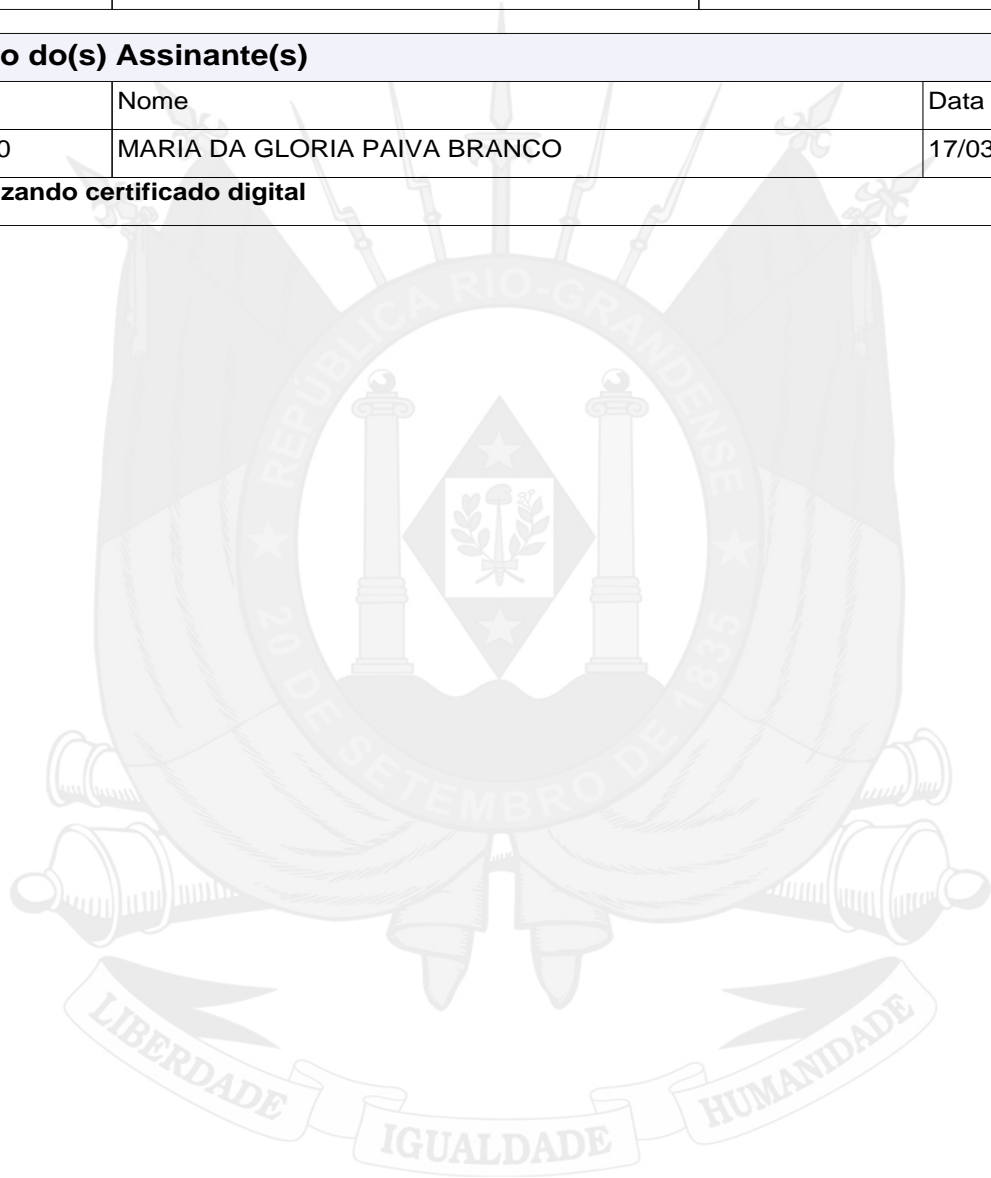 o do(s) Assinante(s)
Nome Data
0 MARIA DA GLORIA PAIVA BRANCO 17/03
zando certificado digital
REPÚBLICA RIO-GRANDENSE
★ 20 DE SETEMBRO DE 1835 ★
LIBERDADE IGUALDADE HUMANIDADE